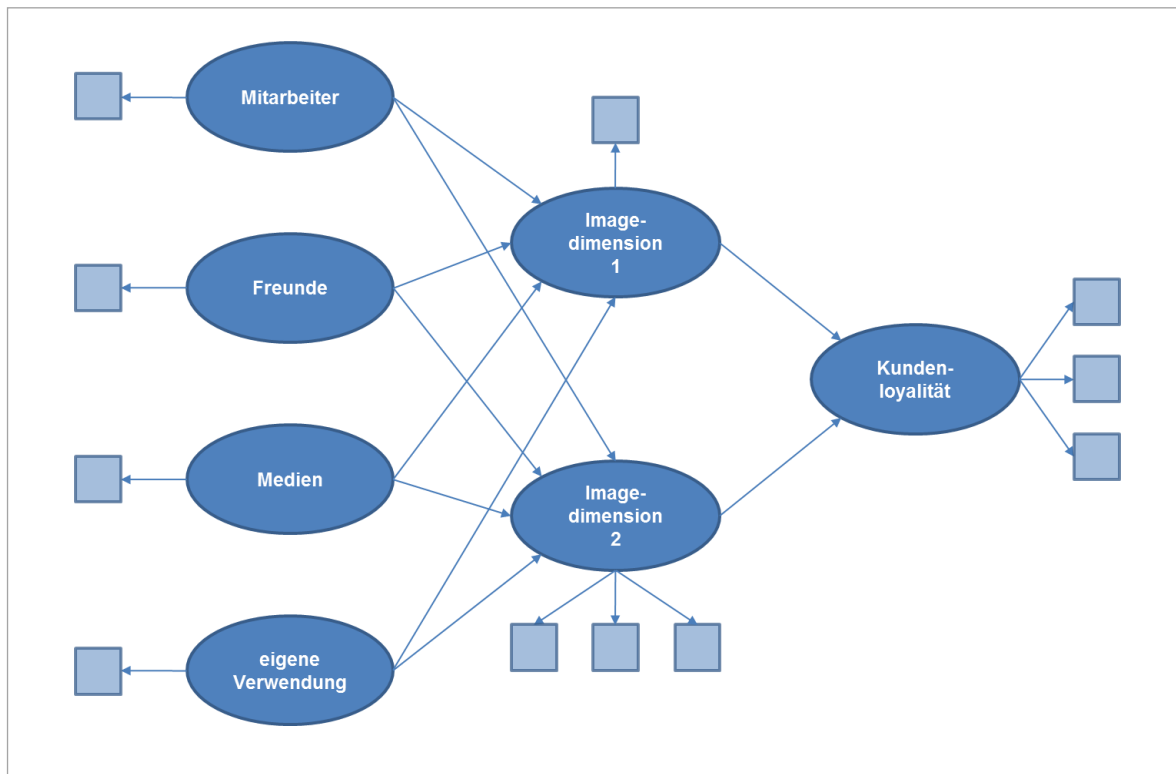 Mitarbeiter
Freunde
Medien
eigene
Verwendung
Image-
dimension
1
Image-
dimension
2
Kunden-
loyalität